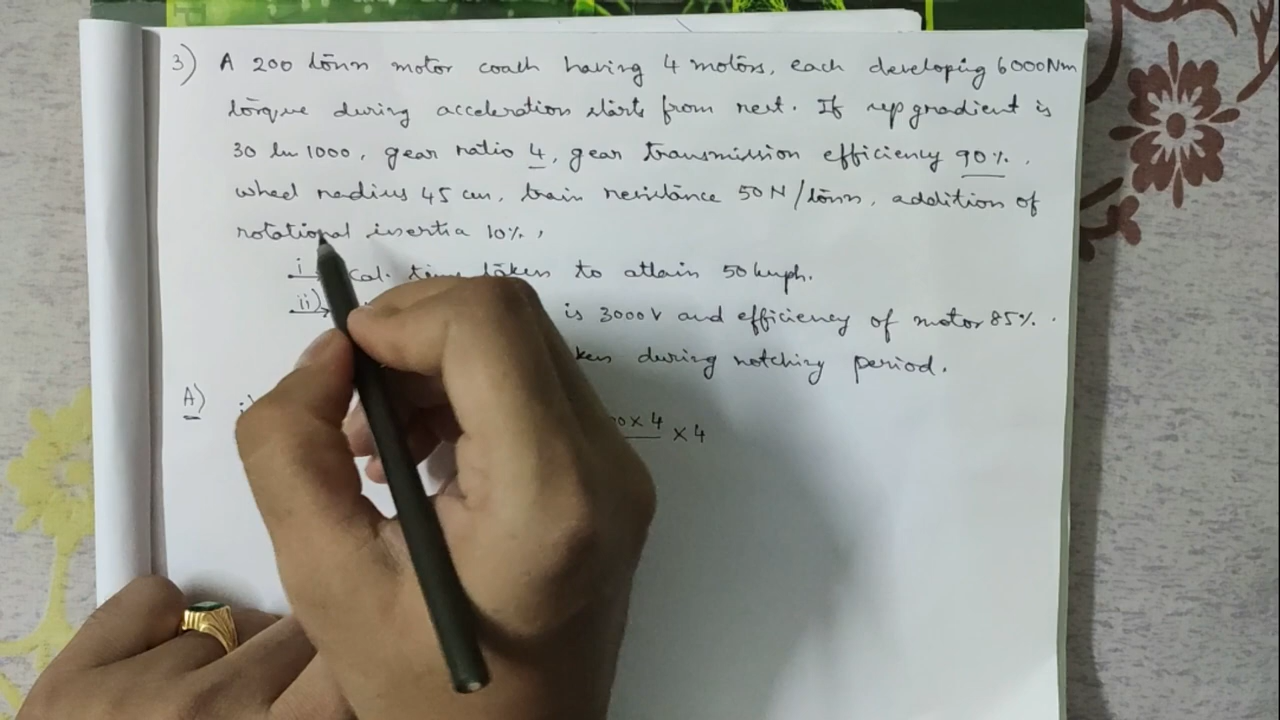 3) A 200 tonn motor coach having 4 motors, each developing 6000Nm
torque during acceleration starts from rest. If up gradient is
30 in 1000, gear ratio 4, gear transmission efficiency 90%,
wheel radius 45 cm, train resistance 50 N/tonn, addition of
rotational inertia 10%,
i cal. time taken to attain 50 kmph.
ii) is 3000V and efficiency of motor 85%.
during notching period.
A) × 4 × 4